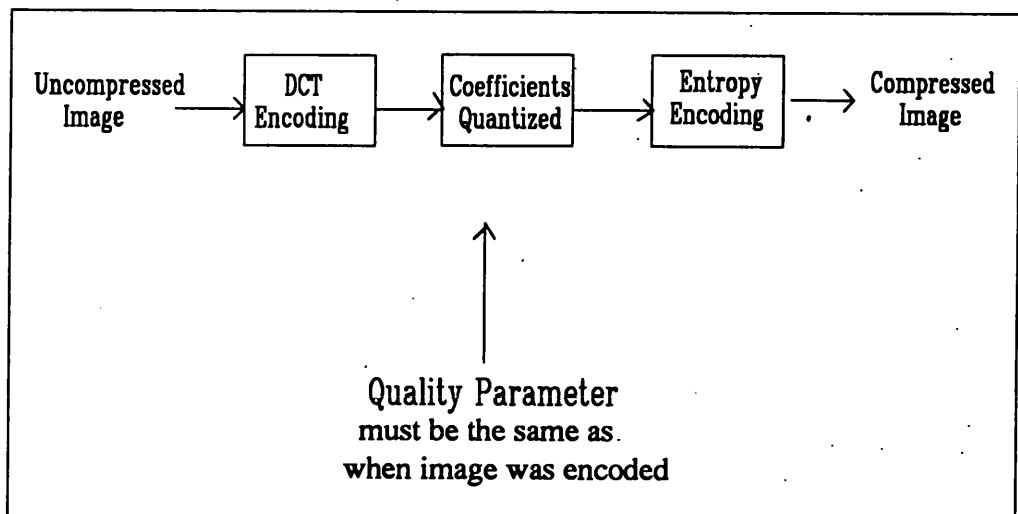 Uncompressed
Image
DCT
Encoding
Coefficients
Quantized
Entropy
Encoding
Compressed
Image
Quality Parameter
must be the same as.
when image was encoded